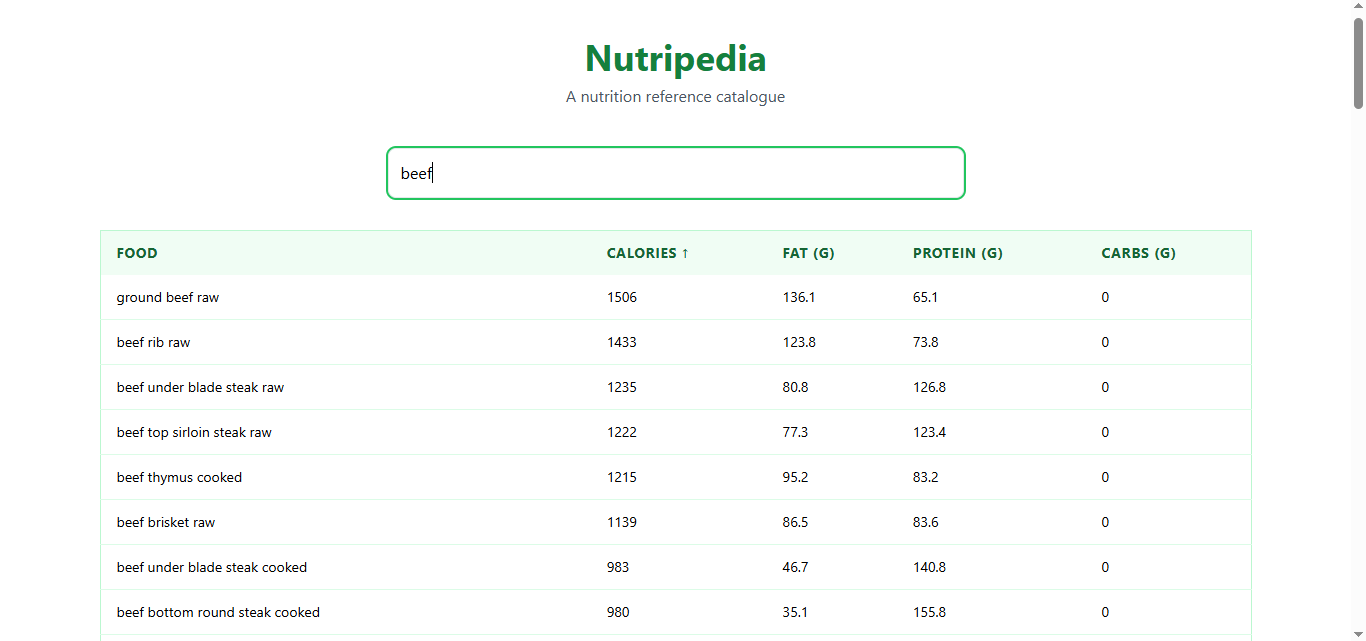 Nutripedia
A nutrition reference catalogue
beef
FOOD CALORIES ↑ FAT (G) PROTEIN (G) CARBS (G)
ground beef raw 1506 136.1 65.1 0
beef rib raw 1433 123.8 73.8 0
beef under blade steak raw 1235 80.8 126.8 0
beef top sirloin steak raw 1222 77.3 123.4 0
beef thymus cooked 1215 95.2 83.2 0
beef brisket raw 1139 86.5 83.6 0
beef under blade steak cooked 983 46.7 140.8 0
beef bottom round steak cooked 980 35.1 155.8 0